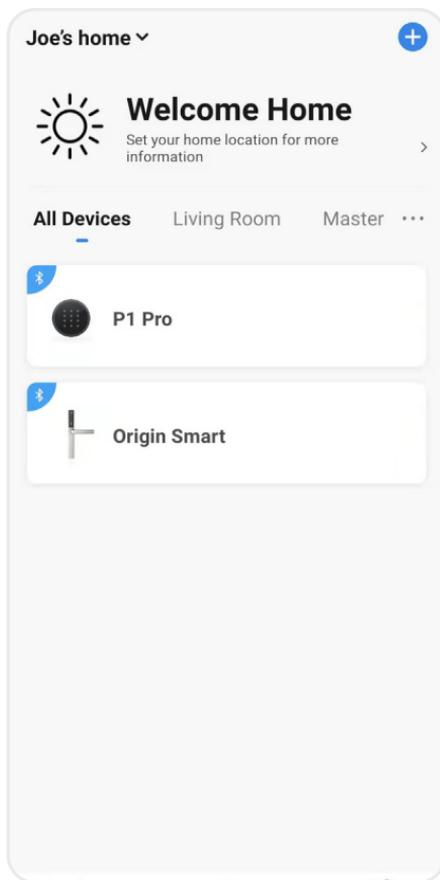 Joe's home
Welcome Home
Set your home location for more
information
All Devices Living Room Master ...
P1 Pro
Origin Smart